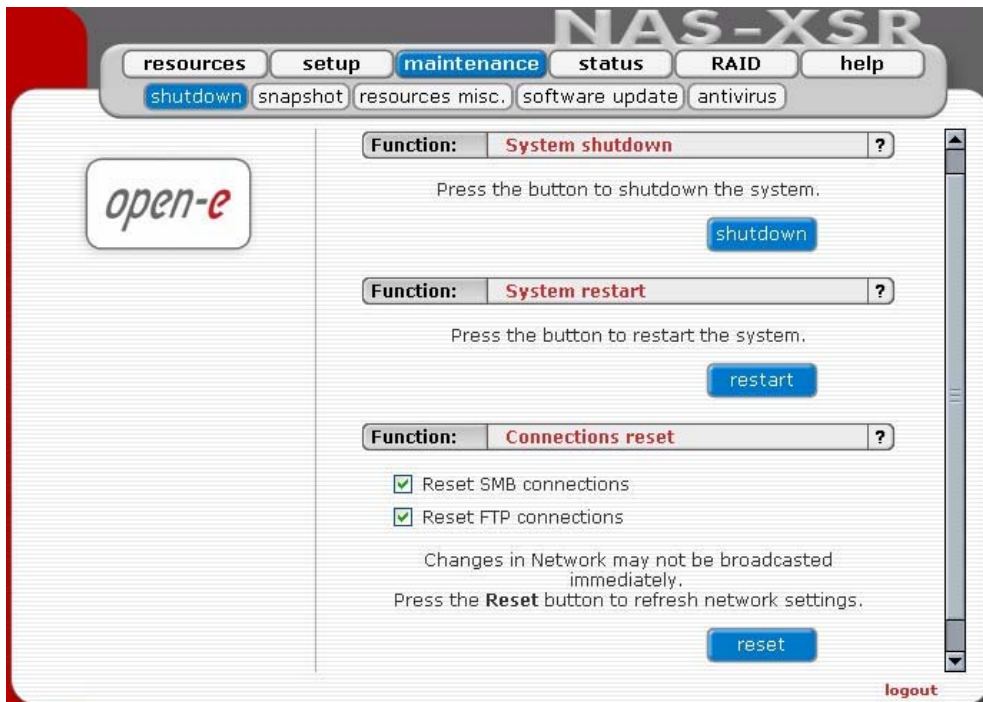 NAS-XSR
resources setup maintenance status RAID help
shutdown snapshot resources misc. software update antivirus
open-e
Function: System shutdown ?
Press the button to shutdown the system.
shutdown
Function: System restart ?
Press the button to restart the system.
restart
Function: Connections reset ?
Reset SMB connections
Reset FTP connections
Changes in Network may not be broadcasted
immediately.
Press the Reset button to refresh network settings.
reset
logout